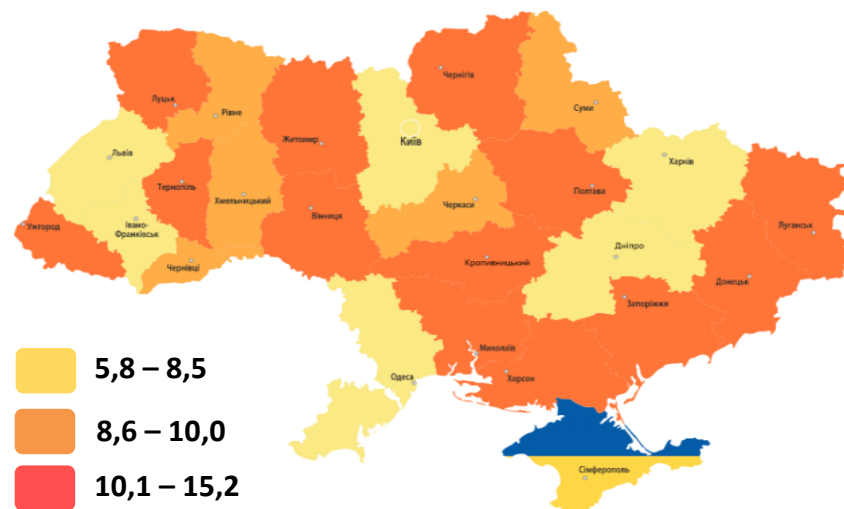 Чернігів
Луцьк
Рівне
Суми
Житомир
Київ
Львів
Харків
Тернопіль
Хмельницький
Черкаси
Полтава
Вінниця
Івано-
Франківськ
Ужгород
Луганськ
Дніпро
Чернівці
Кропивницький
Донецьк
Запоріжжя
Миколаїв
Херсон
Одеса
Сімферополь
5,8 – 8,5
8,6 – 10,0
10,1 – 15,2